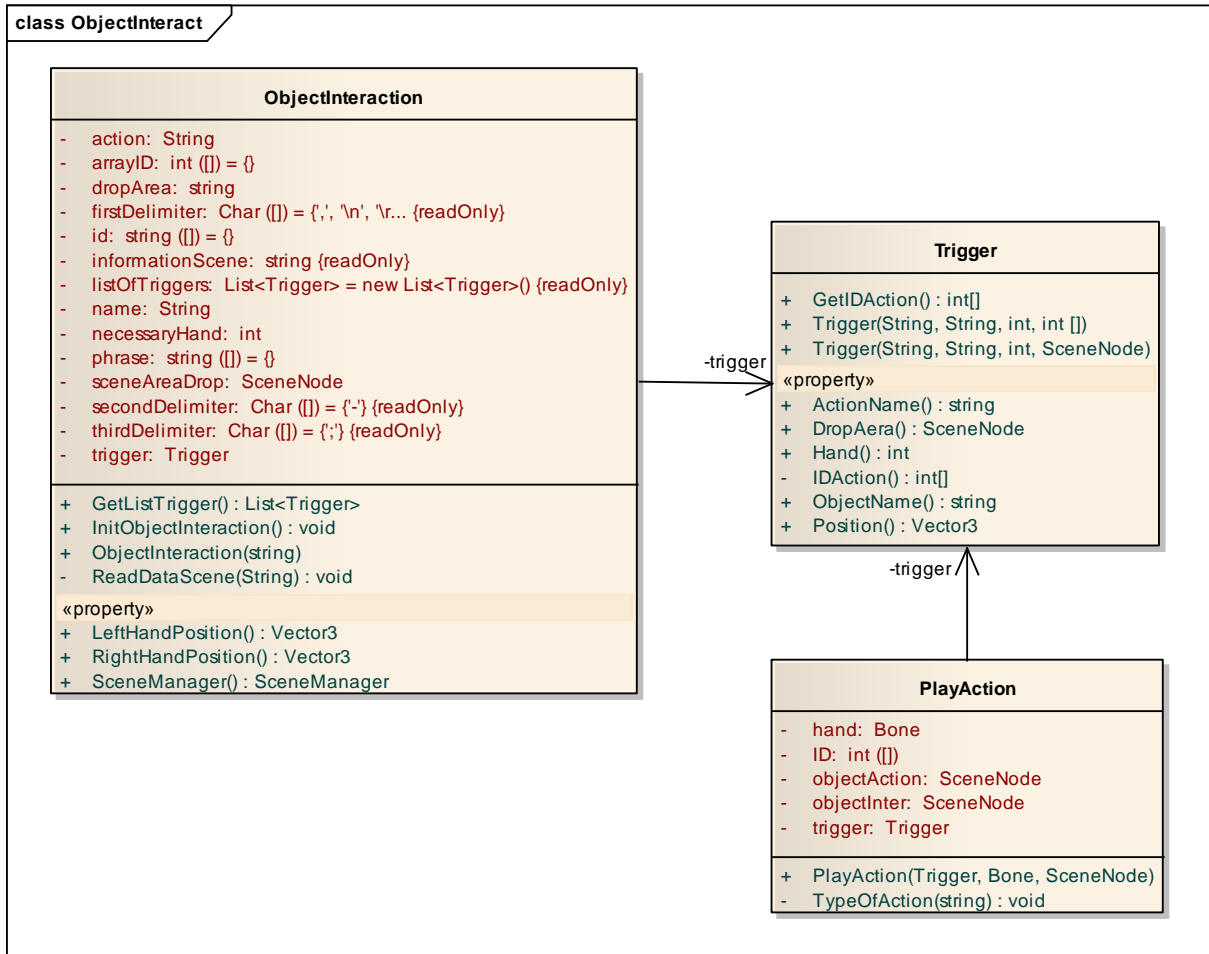 class ObjectInteract
ObjectInteraction
- action: String
- arrayID: int ([]) = {}
- dropArea: string
- firstDelimiter: Char ([]) = {',', '\n', '\r... {readOnly}
- id: string ([]) = {}
- informationScene: string {readOnly}
- listOfTriggers: List<Trigger> = new List<Trigger>() {readOnly}
- name: String
- necessaryHand: int
- phrase: string ([]) = {}
- sceneAreaDrop: SceneNode
- secondDelimiter: Char ([]) = {'-'} {readOnly}
- thirdDelimiter: Char ([]) = {';'} {readOnly}
- trigger: Trigger
+ GetListTrigger() : List<Trigger>
+ InitObjectInteraction() : void
+ ObjectInteraction(string)
- ReadDataScene(String) : void
«property»
+ LeftHandPosition() : Vector3
+ RightHandPosition() : Vector3
+ SceneManager() : SceneManager
-trigger
Trigger
+ GetIDAction() : int[]
+ Trigger(String, String, int, int [])
+ Trigger(String, String, int, SceneNode)
«property»
+ ActionName() : string
+ DropAera() : SceneNode
+ Hand() : int
- IDAction() : int[]
+ ObjectName() : string
+ Position() : Vector3
-trigger
PlayAction
- hand: Bone
- ID: int ([])
- objectAction: SceneNode
- objectInter: SceneNode
- trigger: Trigger
+ PlayAction(Trigger, Bone, SceneNode)
- TypeOfAction(string) : void